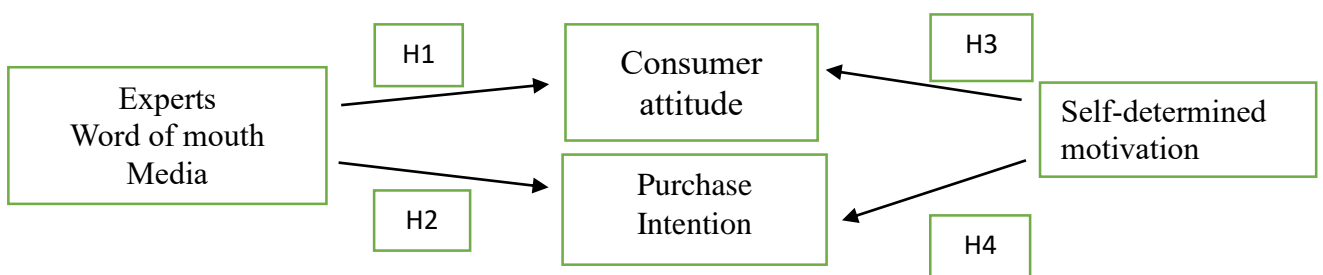 H1
Experts
Word of mouth
Media
H2
Consumer
attitude
Purchase
Intention
H3
Self-determined
motivation
H4